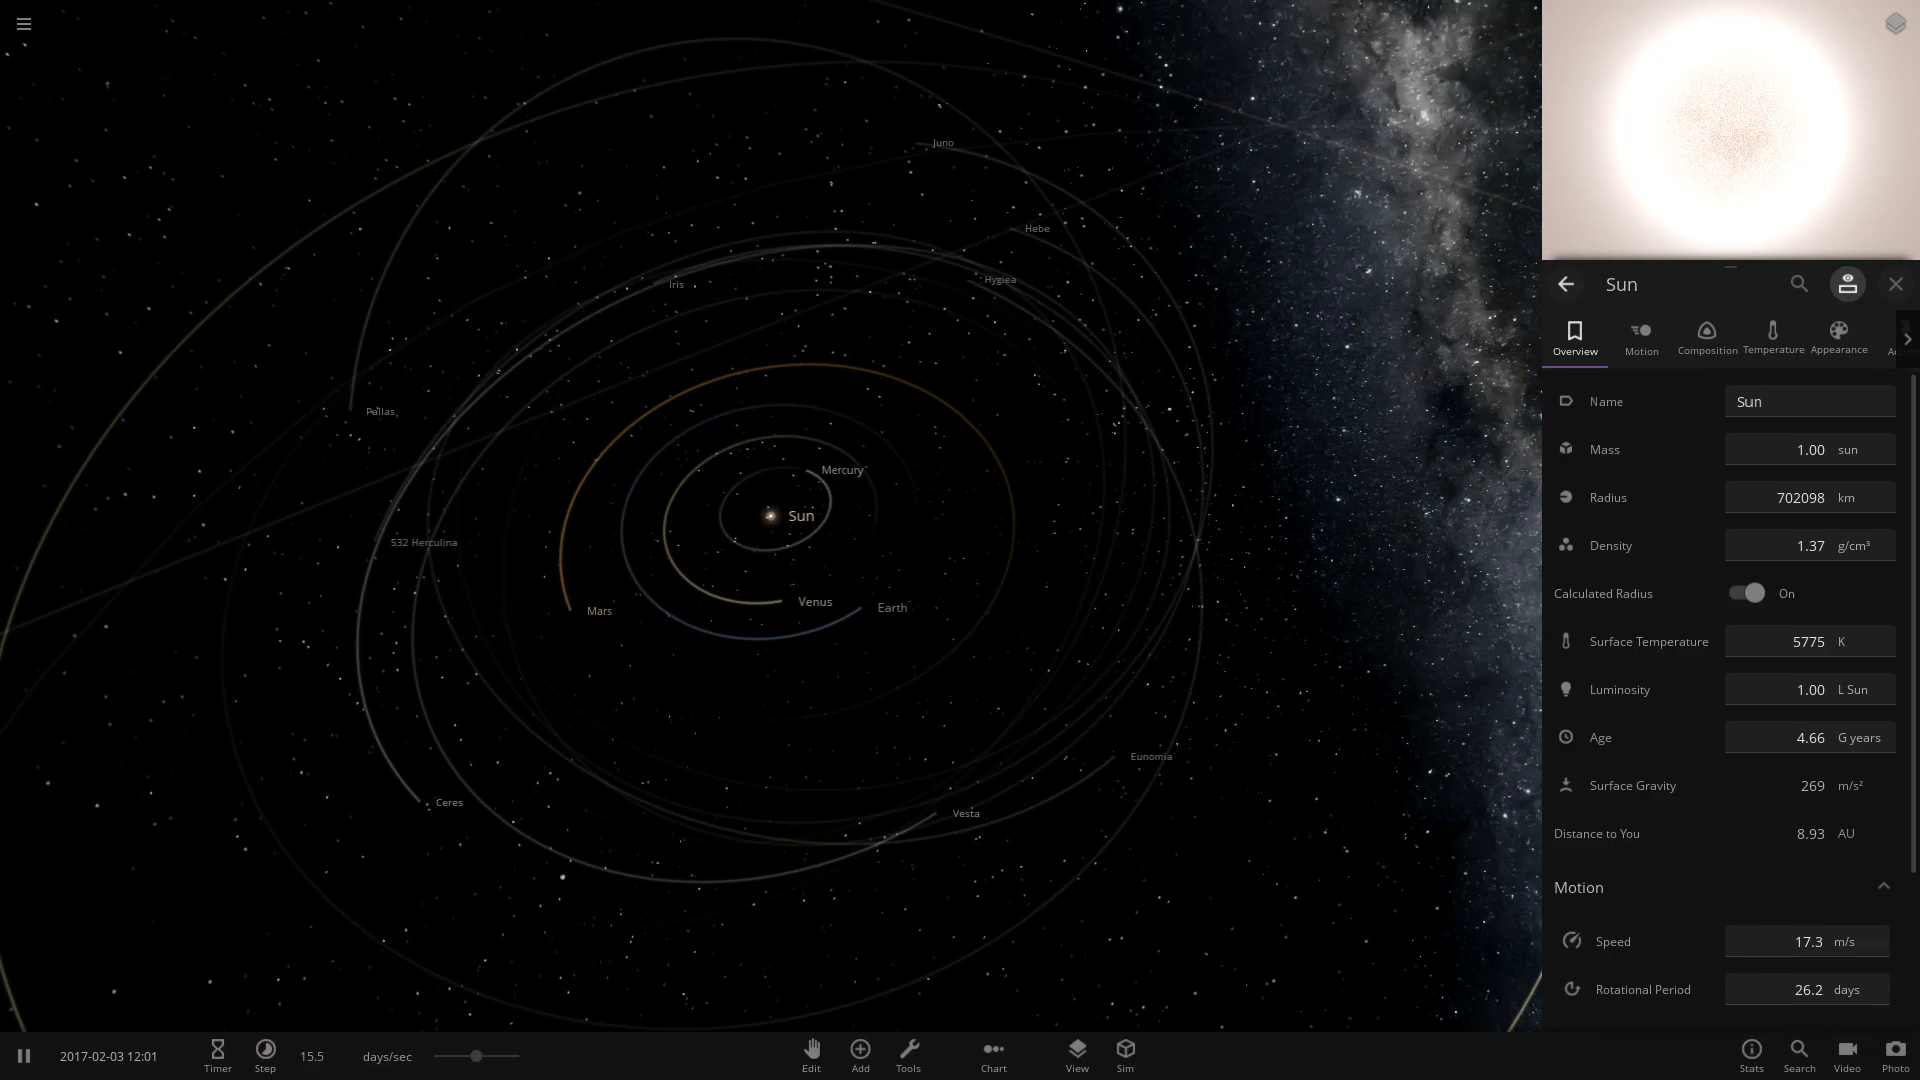 Juno
Hebe
Iris
Hygiea
Pallas
Mercury
Sun
532 Herculina
Venus
Earth
Mars
Eunomia
Ceres
Vesta
Sun
Overview
Motion
Composition
Temperature
Appearance
Name Sun
Mass 1.00 sun
Radius 702098 km
Density 1.37 g/cm³
Calculated Radius On
Surface Temperature 5775 K
Luminosity 1.00 L Sun
Age 4.66 G years
Surface Gravity 269 m/s²
Distance to You 8.93 AU
Motion
Speed 17.3 m/s
Rotational Period 26.2 days
2017-02-03 12:01
Timer
Step
15.5 days/sec
Edit
Add
Tools
Chart
View
Sim
Stats
Search
Video
Photo